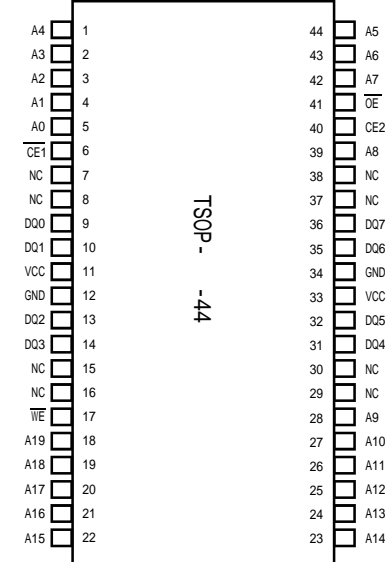 A4 1 44 A5
A3 2 43 A6
A2 3 42 A7
A1 4 41 OE
A0 5 40 CE2
CE1 6 39 A8
NC 7 38 NC
NC 8 37 NC
DQ0 9 36 DQ7
DQ1 10 35 DQ6
VCC 11 34 GND
GND 12 33 VCC
DQ2 13 32 DQ5
DQ3 14 31 DQ4
NC 15 30 NC
NC 16 29 NC
WE 17 28 A9
A19 18 27 A10
A18 19 26 A11
A17 20 25 A12
A16 21 24 A13
A15 22 23 A14
TSOP- -44